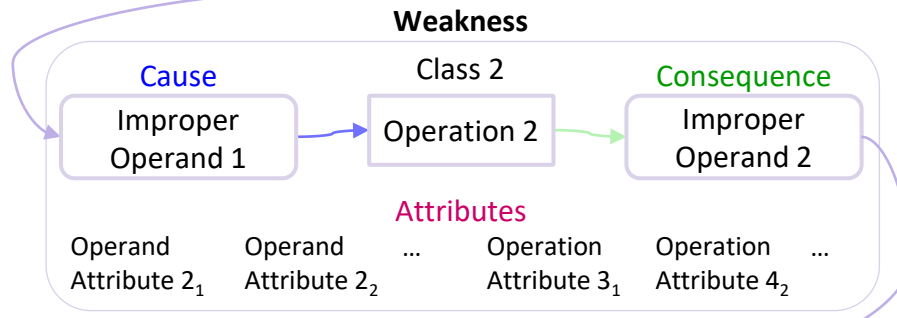 Weakness
Cause
Class 2
Consequence
Improper
Operand 1
Operation 2
Improper
Operand 2
Attributes
Operand
Attribute 2₁
Operand
Attribute 2₂
...
Operation
Attribute 3₁
Operation
Attribute 4₂
...